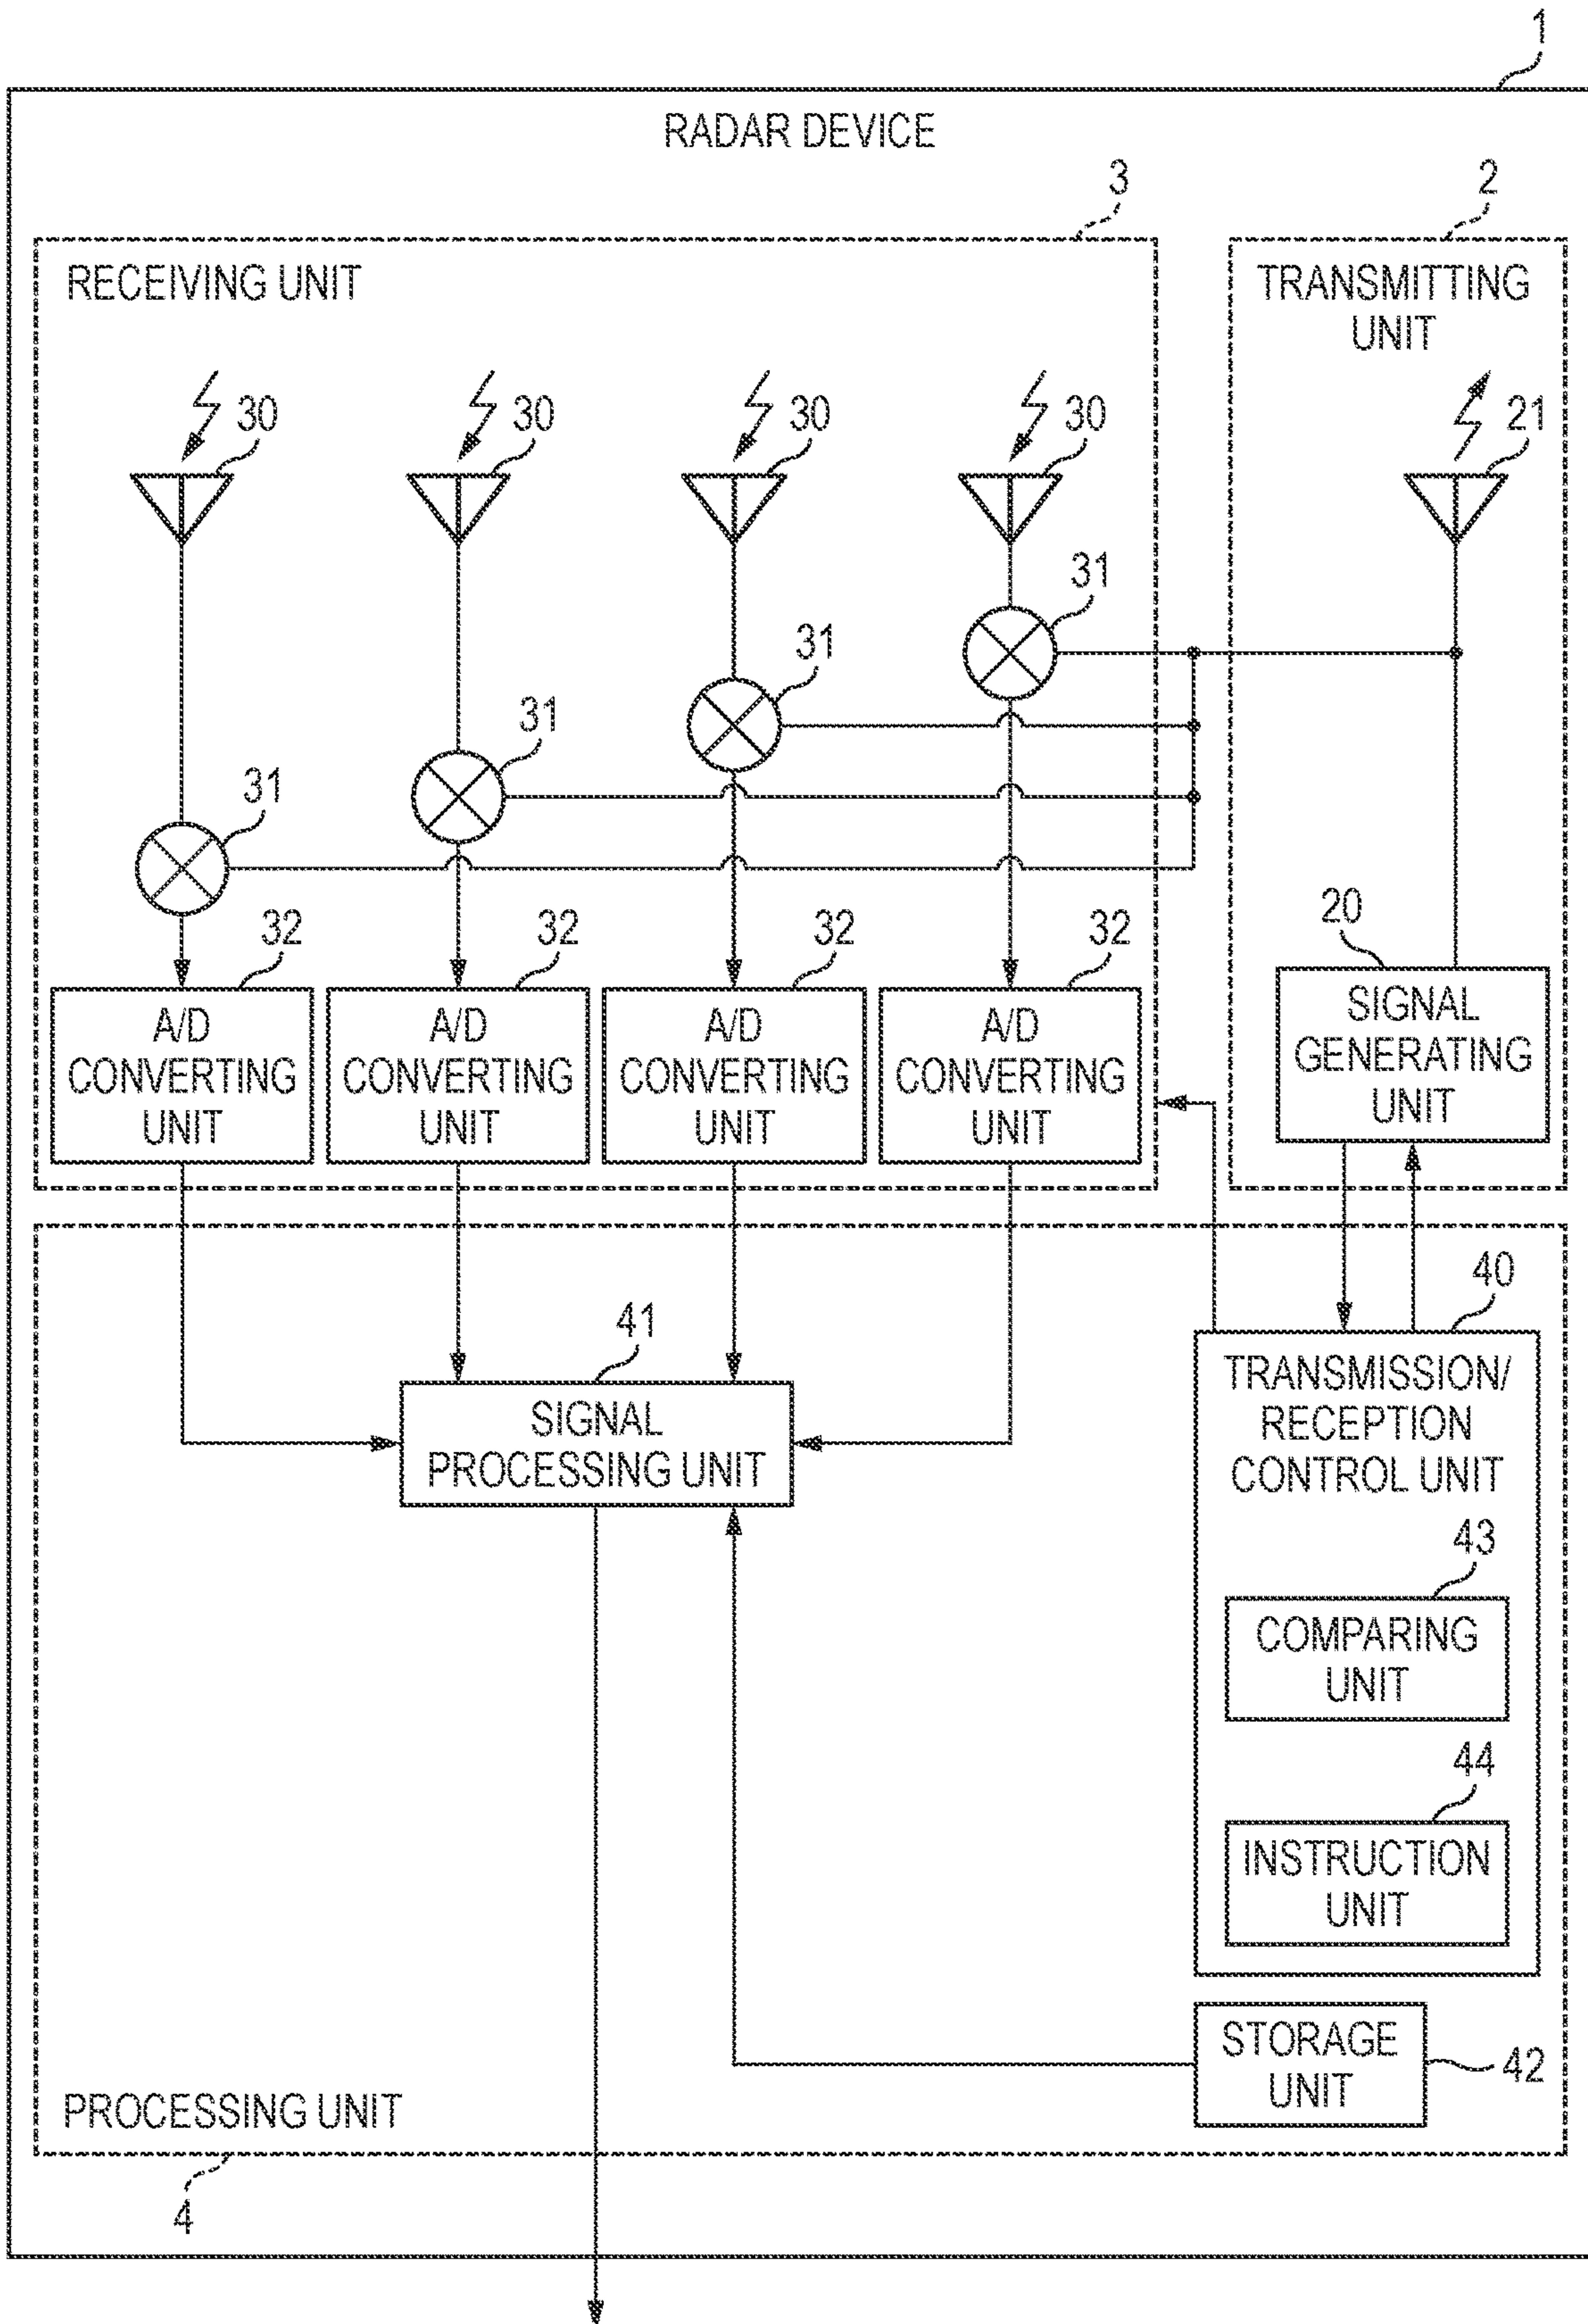 1
RADAR DEVICE
3
2
RECEIVING UNIT
TRANSMITTING
UNIT
30
30
30
30
21
31
31
31
31
32
32
32
32
20
A/D
CONVERTING
UNIT
A/D
CONVERTING
UNIT
A/D
CONVERTING
UNIT
A/D
CONVERTING
UNIT
SIGNAL
GENERATING
UNIT
40
41
SIGNAL
PROCESSING UNIT
TRANSMISSION/
RECEPTION
CONTROL UNIT
43
COMPARING
UNIT
44
INSTRUCTION
UNIT
STORAGE
UNIT
42
PROCESSING UNIT
4